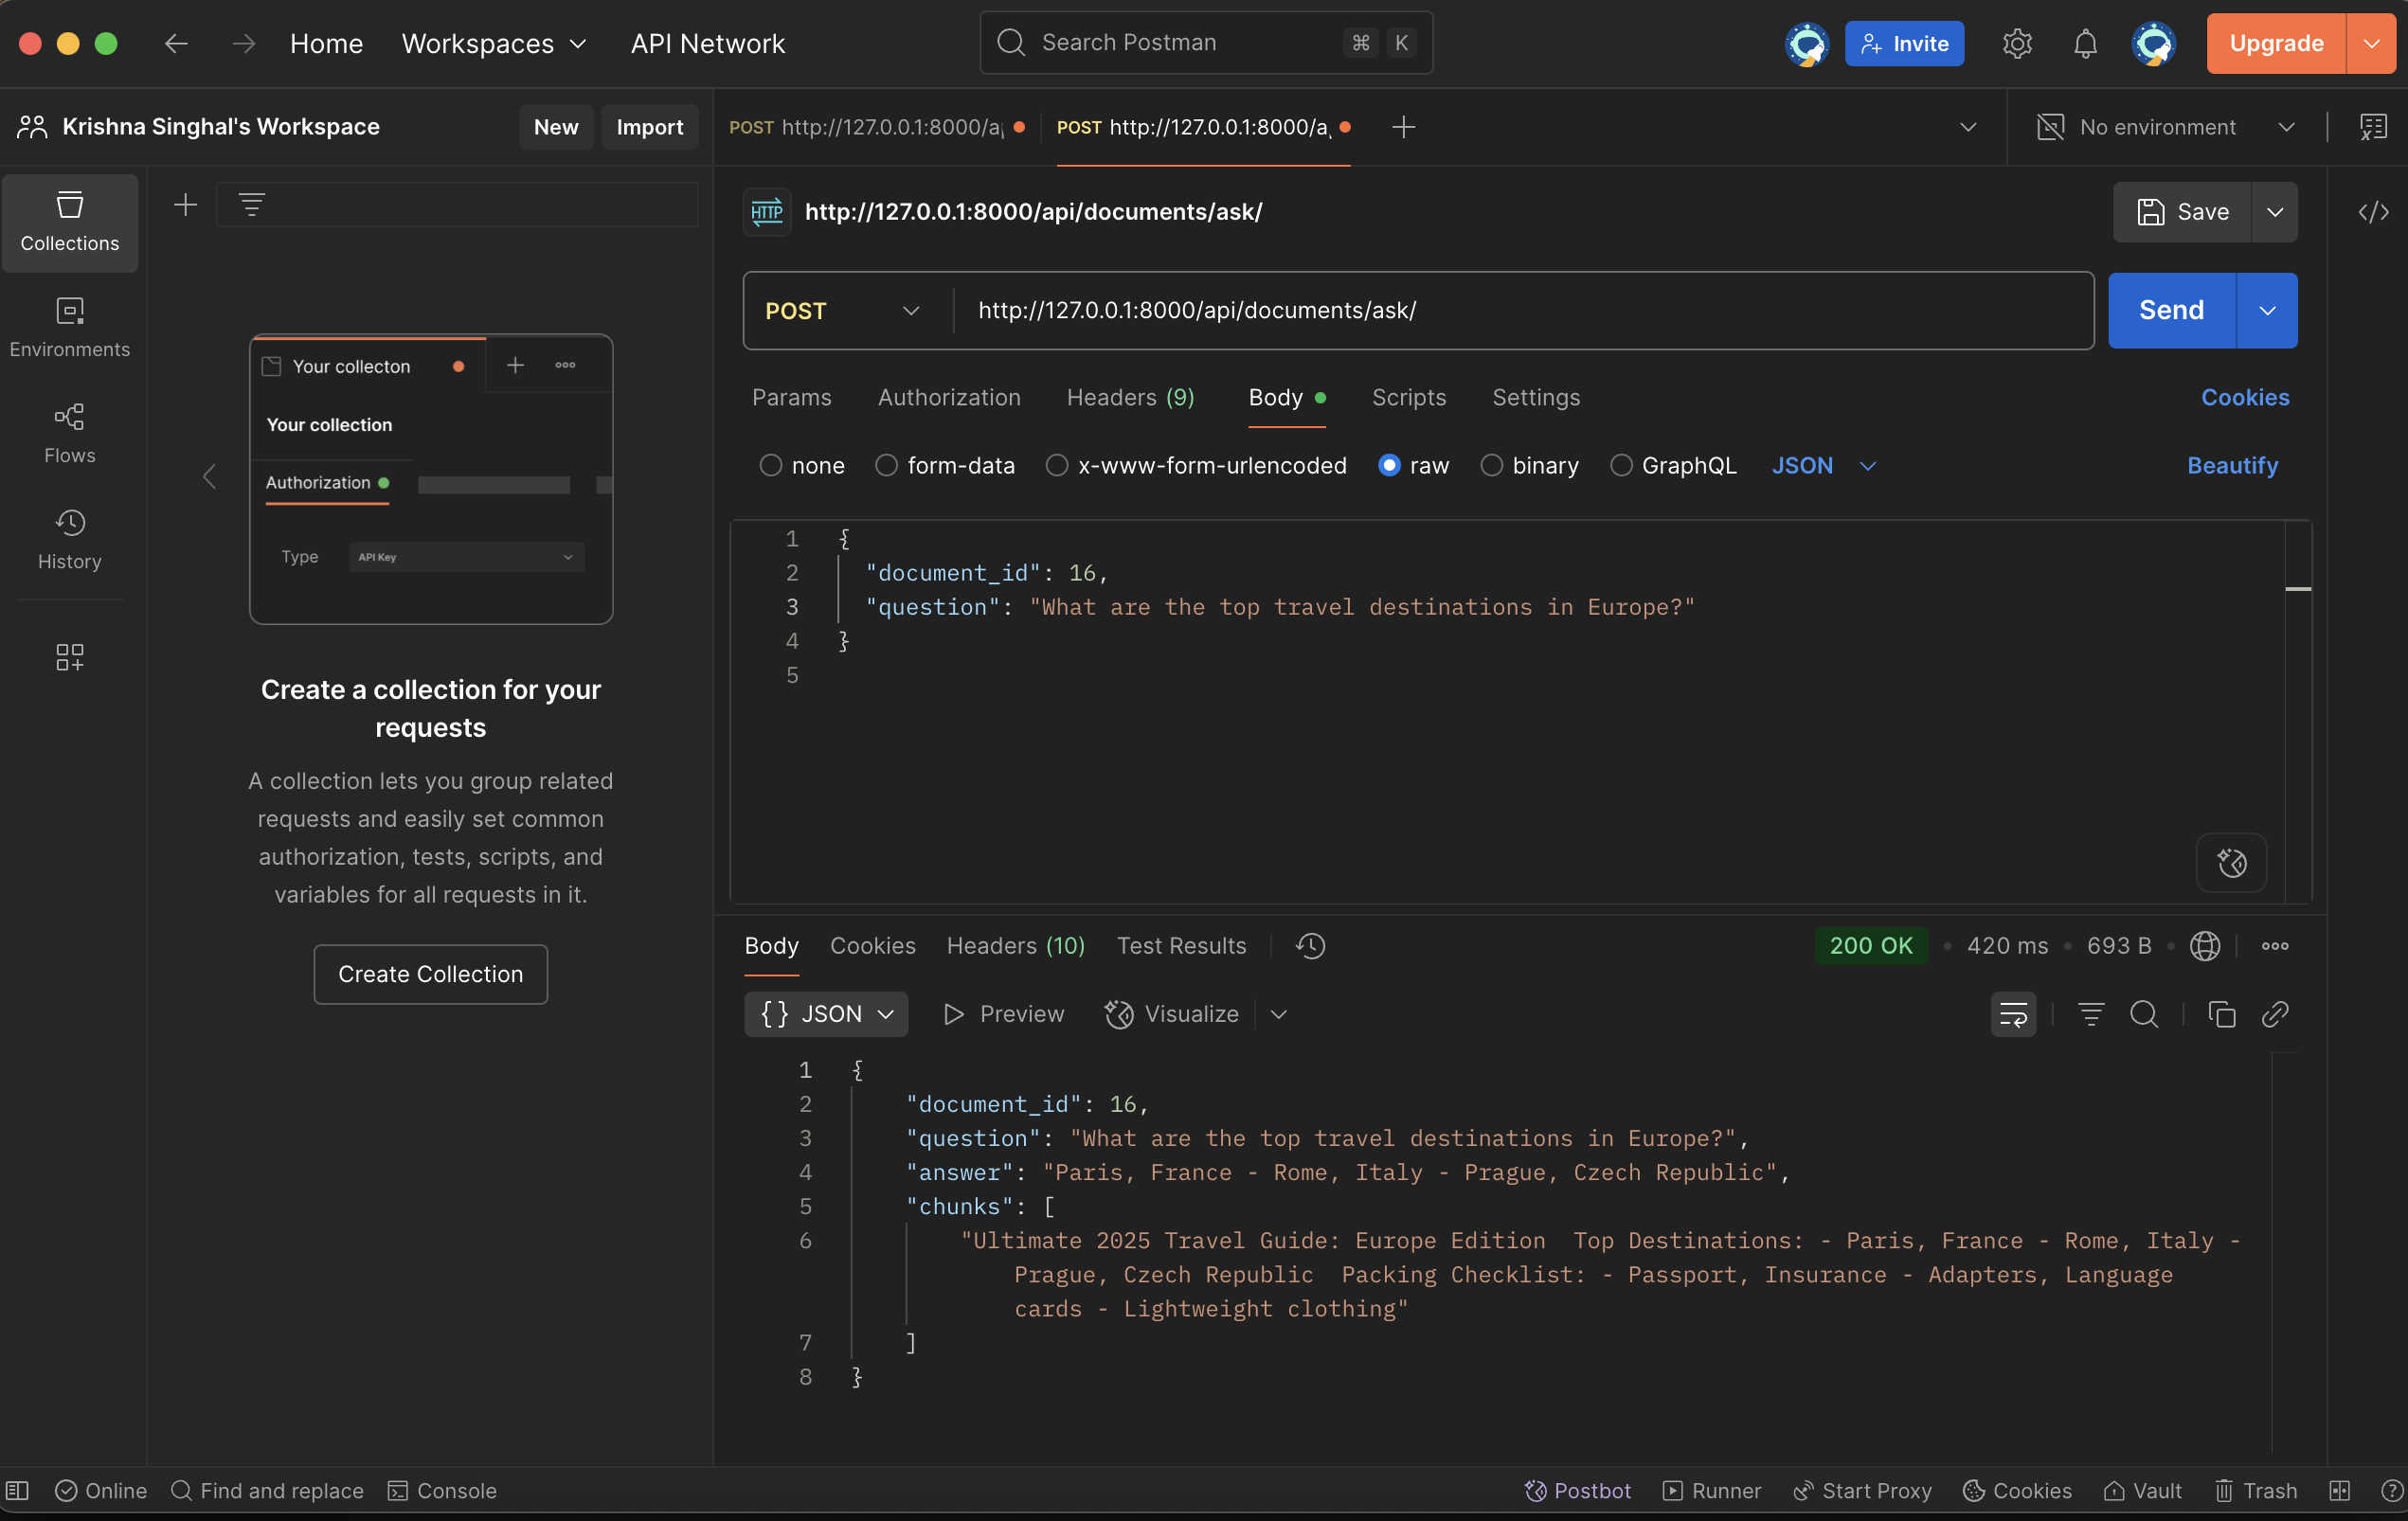 Home
Workspaces
API Network
Search Postman
⌘ K
Invite
Upgrade
Krishna Singhal's Workspace
New
Import
POST http://127.0.0.1:8000/a
POST http://127.0.0.1:8000/a
No environment
Collections
Environments
Flows
History
Your collecton
Your collection
Authorization
Type
API Key
Create a collection for your
requests
A collection lets you group related
requests and easily set common
authorization, tests, scripts, and
variables for all requests in it.
Create Collection
HTTP
http://127.0.0.1:8000/api/documents/ask/
Save
POST
http://127.0.0.1:8000/api/documents/ask/
Send
Params
Authorization
Headers (9)
Body
Scripts
Settings
Cookies
none
form-data
x-www-form-urlencoded
raw
binary
GraphQL
JSON
Beautify
1 {
2 "document_id": 16,
3 "question": "What are the top travel destinations in Europe?"
4 }
5
Body
Cookies
Headers (10)
Test Results
200 OK
420 ms
693 B
{} JSON
Preview
Visualize
1 {
2 "document_id": 16,
3 "question": "What are the top travel destinations in Europe?",
4 "answer": "Paris, France - Rome, Italy - Prague, Czech Republic",
5 "chunks": [
6 "Ultimate 2025 Travel Guide: Europe Edition  Top Destinations: - Paris, France - Rome, Italy -
Prague, Czech Republic  Packing Checklist: - Passport, Insurance - Adapters, Language
cards - Lightweight clothing"
7 ]
8 }
Online
Find and replace
Console
Postbot
Runner
Start Proxy
Cookies
Vault
Trash